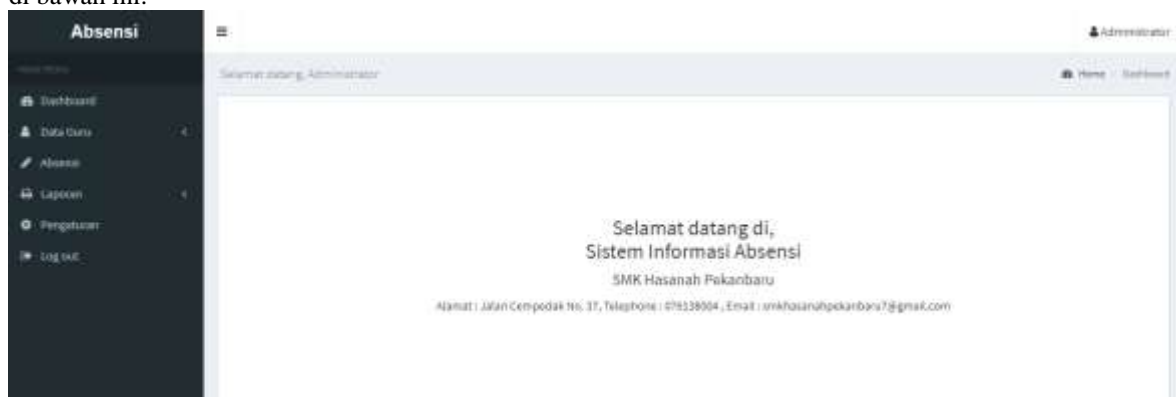 di bawah ini.
Absensi
Administrator
Selamat datang, Administrator
Home Dashboard
Dashboard
Data Guru
Absensi
Laporan
Pengaturan
Log out
Selamat datang di,
Sistem Informasi Absensi
SMK Hasanah Pekanbaru
Alamat : Jalan Cempedak No. 37, Telephone : , Email : smkhasanahpekanbaru7@gmail.com